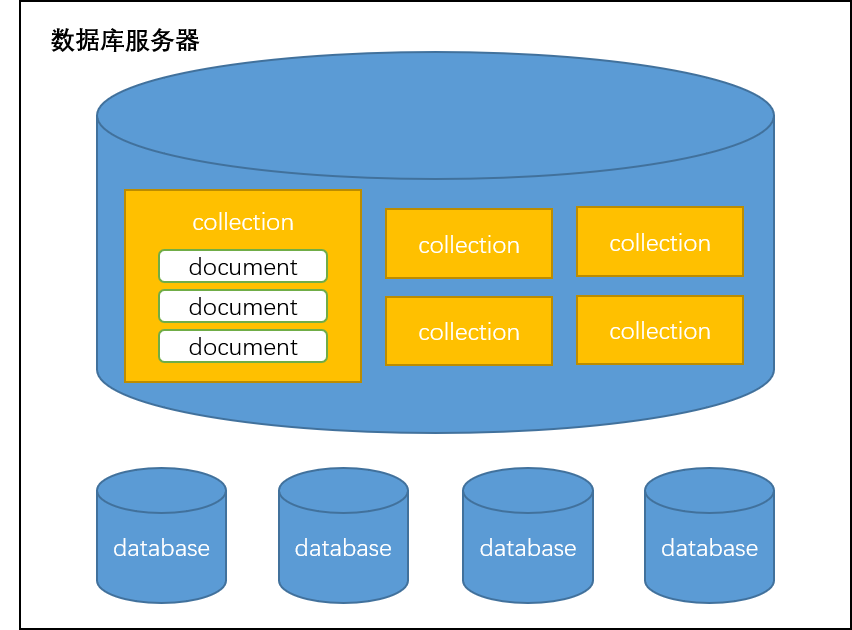 数据库服务器
collection
document
document
document
collection
collection
collection
collection
database
database
database
database